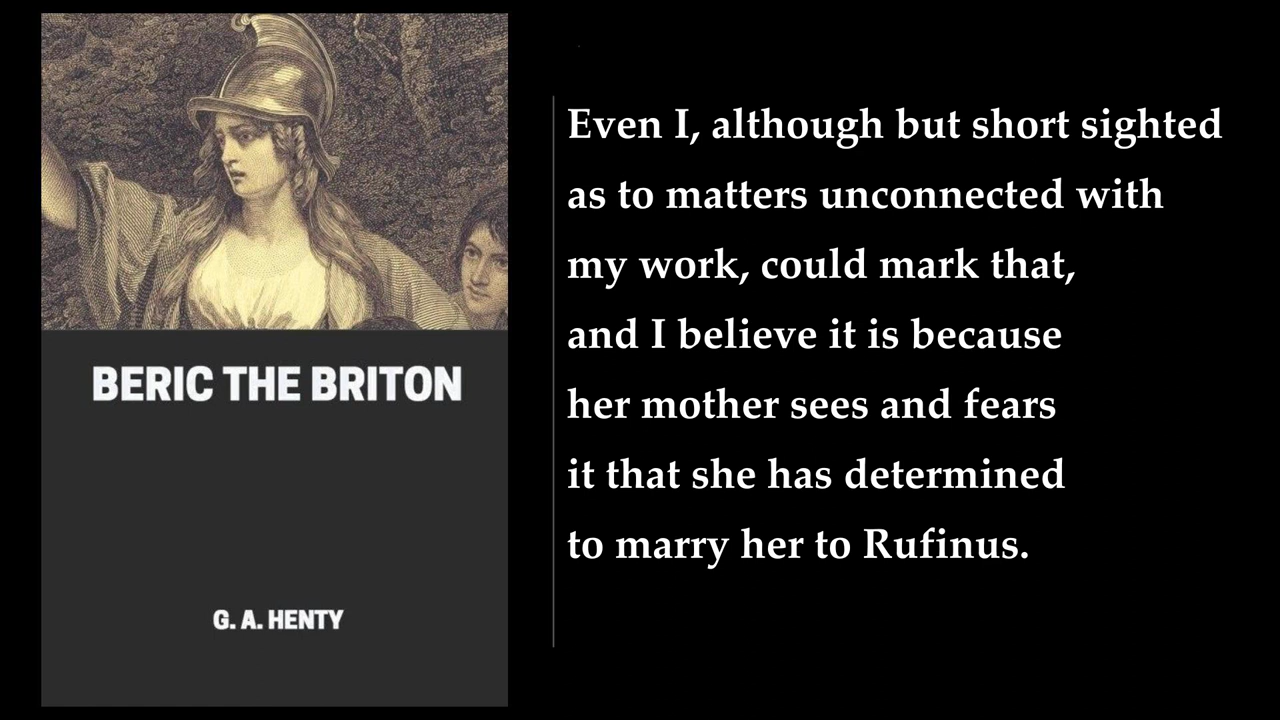 BERIC THE BRITON
G. A. HENTY
Even I, although but short sighted
as to matters unconnected with
my work, could mark that,
and I believe it is because
her mother sees and fears
it that she has determined
to marry her to Rufinus.